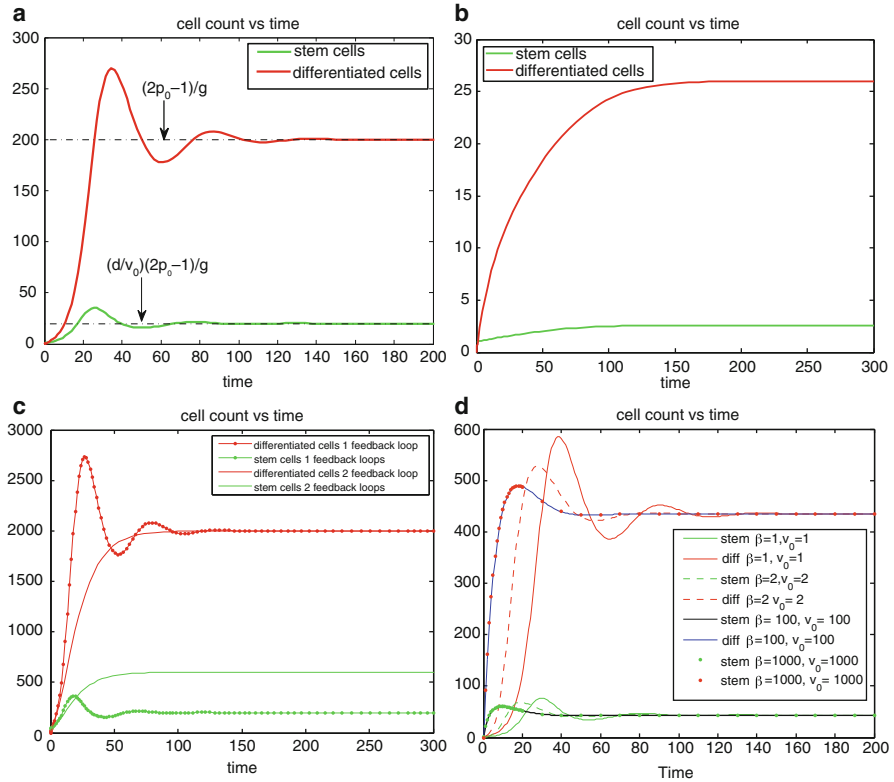 a
cell count vs time
stem cells
differentiated cells
(2p₀−1)/g
(d/v₀)(2p₀−1)/g
300
250
200
150
100
50
0
0 20 40 60 80 100 120 140 160 180 200
time
b
cell count vs time
stem cells
differentiated cells
30
25
20
15
10
5
0
0 50 100 150 200 250 300
time
c
cell count vs time
differentiated cells 1 feedback loop
stem cells 1 feedback loops
differentiated cells 2 feedback loop
stem cells 2 feedback loops
3000
2500
2000
1500
1000
500
0
0 50 100 150 200 250 300
time
d
cell count vs time
600
500
400
300
200
100
0
stem β=1,v₀=1
diff β=1, v₀=1
stem β=2,v₀=2
diff β=2 v₀= 2
stem β= 100, v₀= 100
diff β=100, v₀=100
stem β=1000, v₀=1000
stem β=1000, v₀= 1000
0 20 40 60 80 100 120 140 160 180 200
Time